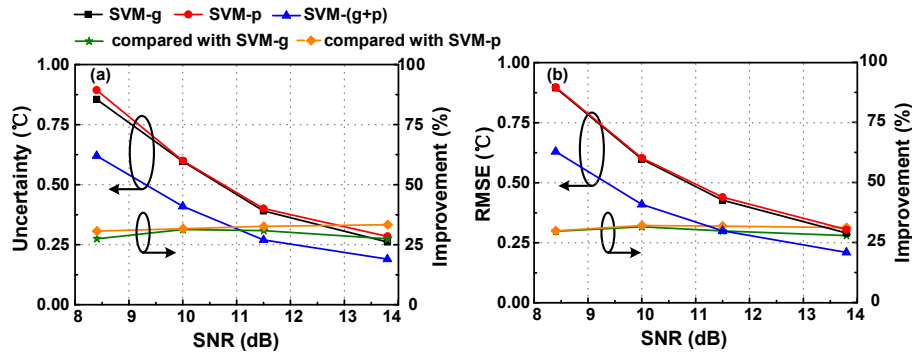 SVM-g SVM-p SVM-(g+p)
compared with SVM-g compared with SVM-p
(a)
Uncertainty (℃)
1.00
0.75
0.50
0.25
0.00
8 9 10 11 12 13 14
SNR (dB)
100
75
50
25
0
Improvement (%)
(b)
RMSE (℃)
1.00
0.75
0.50
0.25
0.00
8 9 10 11 12 13 14
SNR (dB)
100
75
50
25
0
Improvement (%)